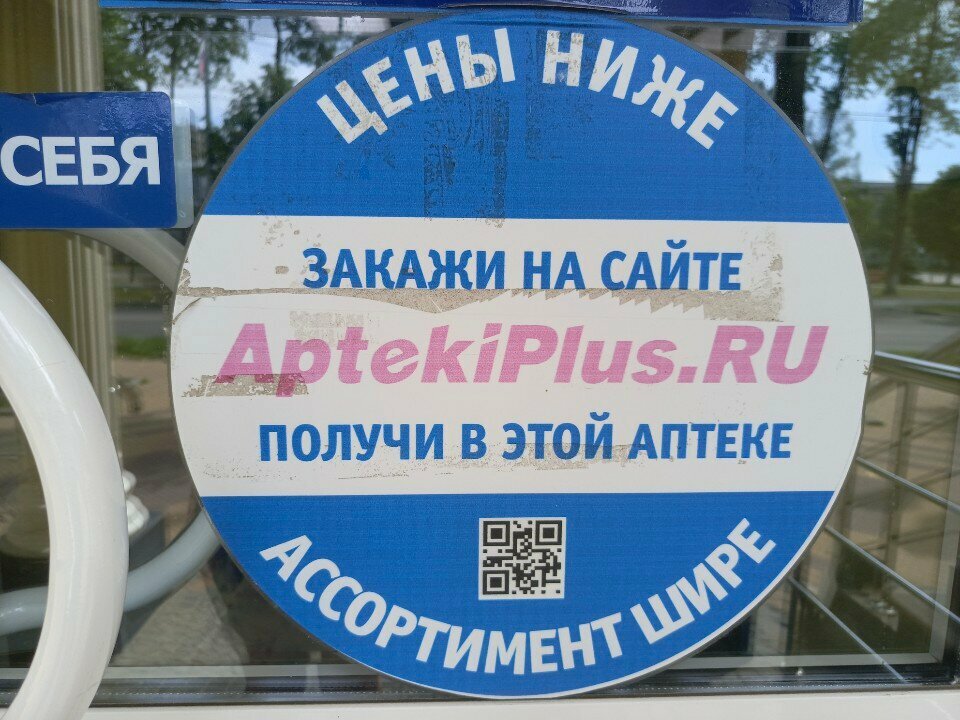 СЕБЯ
ЦЕНЫ НИЖЕ
ЗАКАЖИ НА САЙТЕ
AptekiPlus.RU
ПОЛУЧИ В ЭТОЙ АПТЕКЕ
АССОРТИМЕНТ ШИРЕ